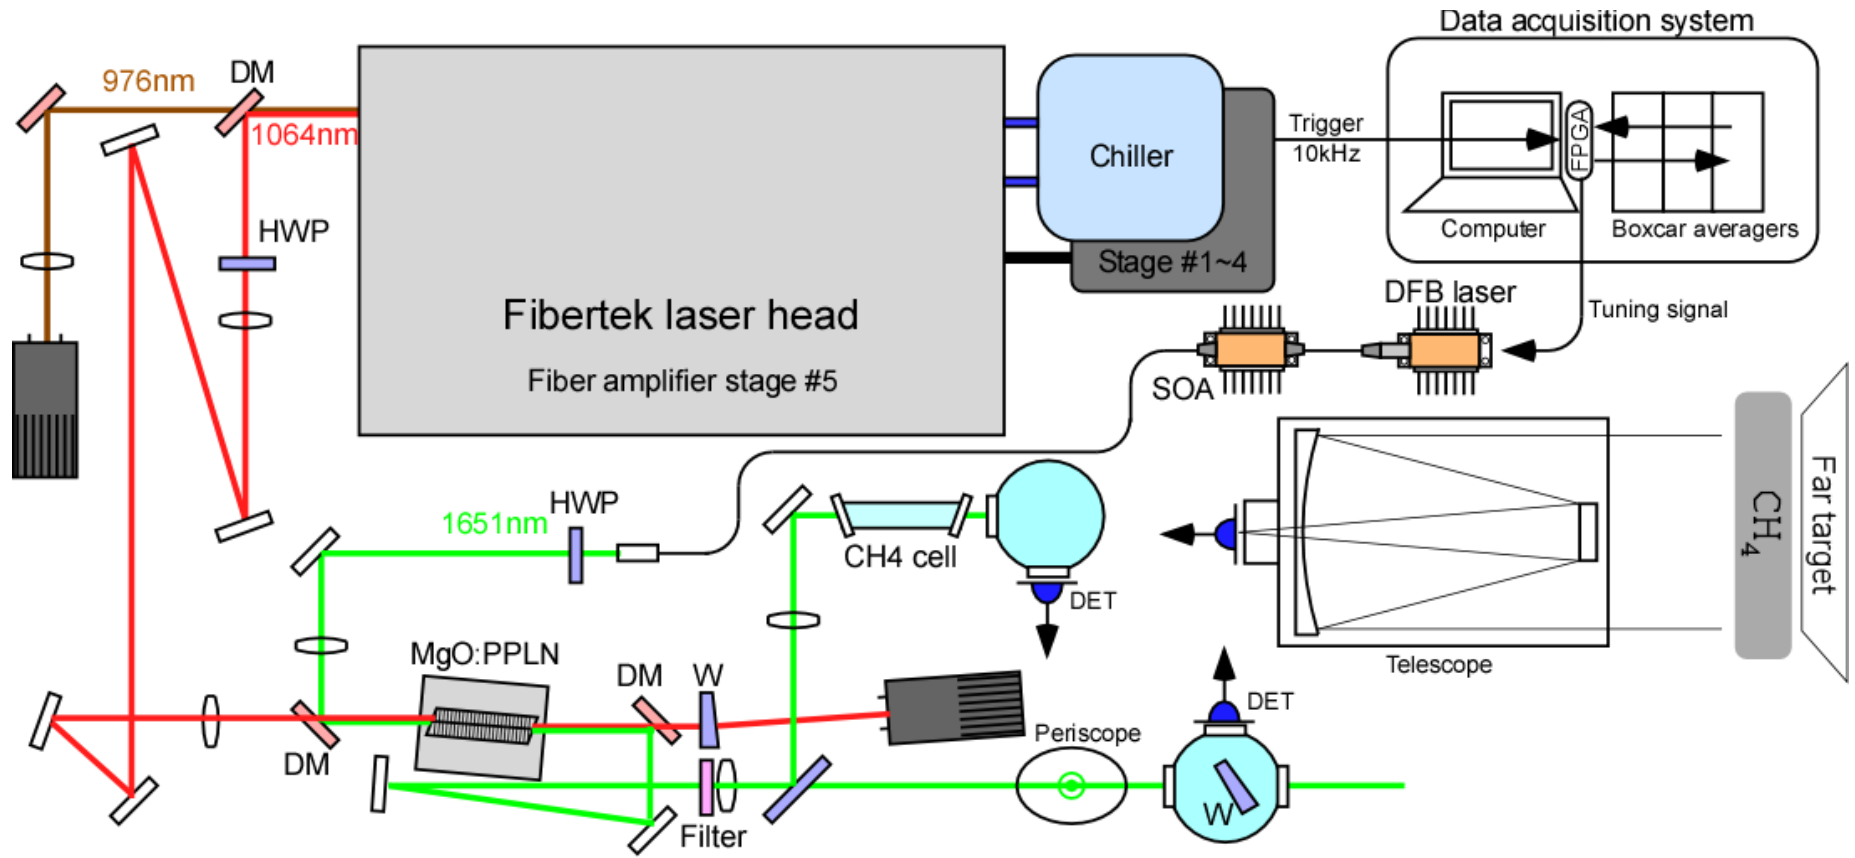 Data acquisition system
976nm
DM
1064nm
Trigger
10kHz
FPGA
Chiller
HWP
Computer
Boxcar averagers
Stage #1~4
DFB laser
Tuning signal
Fibertek laser head
Fiber amplifier stage #5
SOA
HWP
1651nm
CH4 cell
DET
CH4
Far target
MgO:PPLN
DM
W
Telescope
DET
Periscope
DM
W
Filter